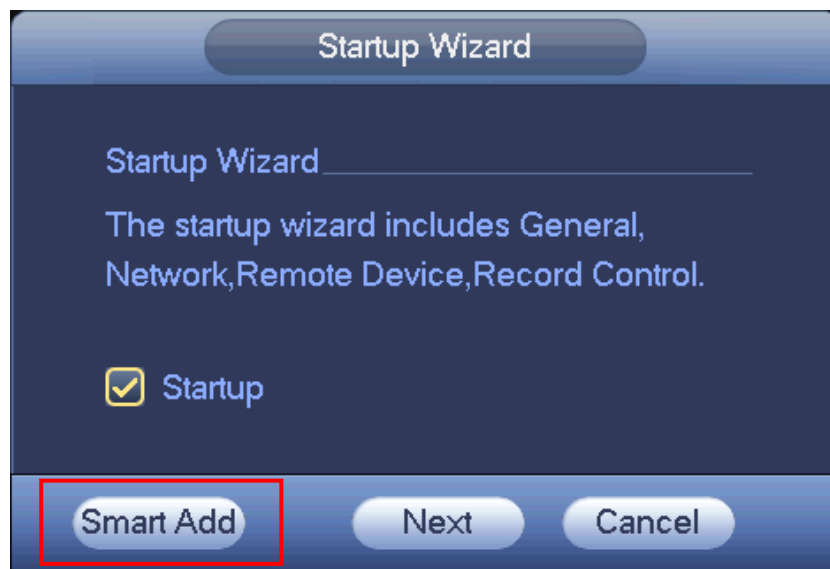 Startup Wizard
Startup Wizard
The startup wizard includes General,
Network,Remote Device,Record Control.
Startup
Smart Add Next Cancel